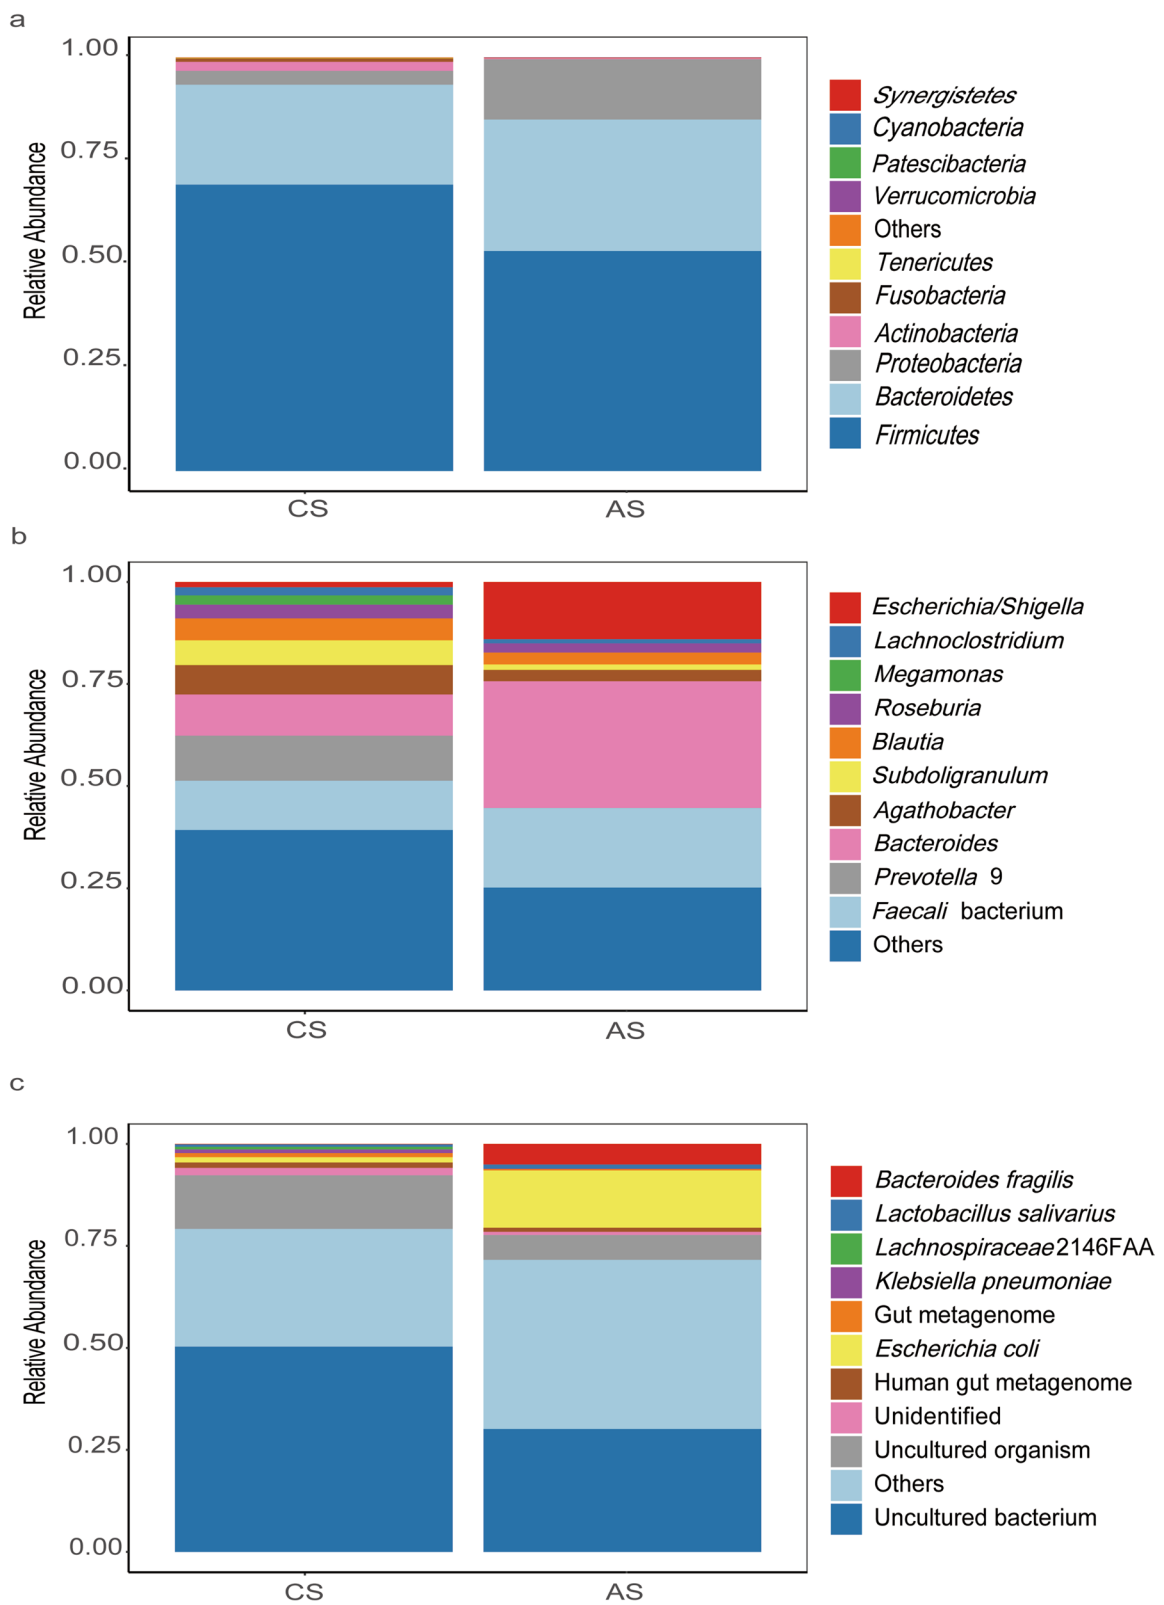 a
1.00
0.75
0.50
0.25
0.00
Relative Abundance
CS
AS
Synergistetes
Cyanobacteria
Patescibacteria
Verrucomicrobia
Others
Tenericutes
Fusobacteria
Actinobacteria
Proteobacteria
Bacteroidetes
Firmicutes
b
1.00
0.75
0.50
0.25
0.00
Relative Abundance
CS
AS
Escherichia/Shigella
Lachnoclostridium
Megamonas
Roseburia
Blautia
Subdoligranulum
Agathobacter
Bacteroides
Prevotella 9
Faecali bacterium
Others
c
1.00
0.75
0.50
0.25
0.00
Relative Abundance
CS
AS
Bacteroides fragilis
Lactobacillus salivarius
Lachnospiraceae2146FAA
Klebsiella pneumoniae
Gut metagenome
Escherichia coli
Human gut metagenome
Unidentified
Uncultured organism
Others
Uncultured bacterium